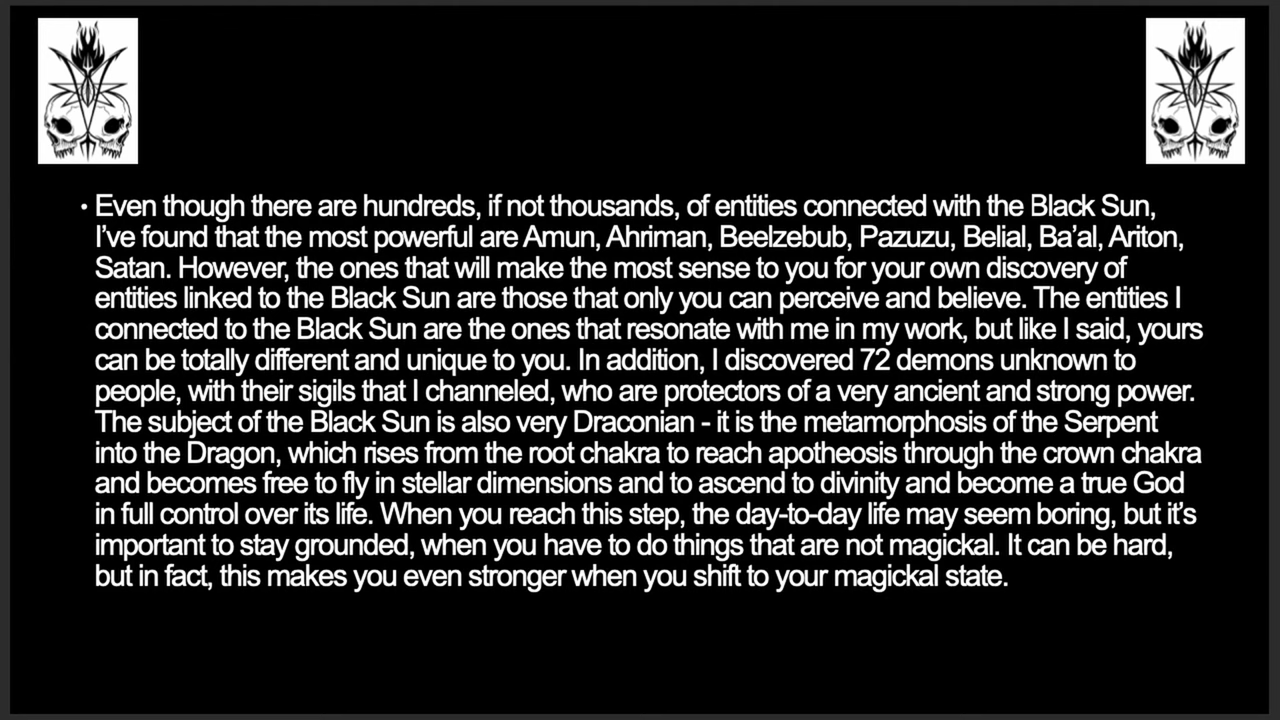 • Even though there are hundreds, if not thousands, of entities connected with the Black Sun,
I’ve found that the most powerful are Amun, Ahriman, Beelzebub, Pazuzu, Belial, Ba’al, Ariton,
Satan. However, the ones that will make the most sense to you for your own discovery of
entities linked to the Black Sun are those that only you can perceive and believe. The entities I
connected to the Black Sun are the ones that resonate with me in my work, but like I said, yours
can be totally different and unique to you. In addition, I discovered 72 demons unknown to
people, with their sigils that I channeled, who are protectors of a very ancient and strong power.
The subject of the Black Sun is also very Draconian - it is the metamorphosis of the Serpent
into the Dragon, which rises from the root chakra to reach apotheosis through the crown chakra
and becomes free to fly in stellar dimensions and to ascend to divinity and become a true God
in full control over its life. When you reach this step, the day-to-day life may seem boring, but it’s
important to stay grounded, when you have to do things that are not magickal. It can be hard,
but in fact, this makes you even stronger when you shift to your magickal state.